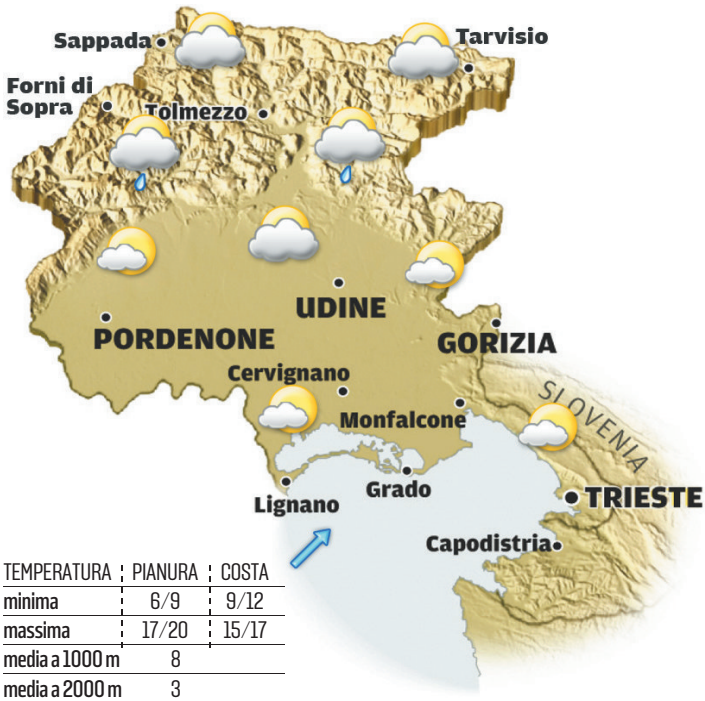 Sappada
Tarvisio
Forni di
Sopra
Tolmezzo
UDINE
PORDENONE
GORIZIA
Cervignano
SLOVENIA
Monfalcone
Lignano
Grado
TRIESTE
Capodistria
TEMPERATURA PIANURA COSTA
minima 6/9 9/12
massima 17/20 15/17
media a 1000 m 8
media a 2000 m 3